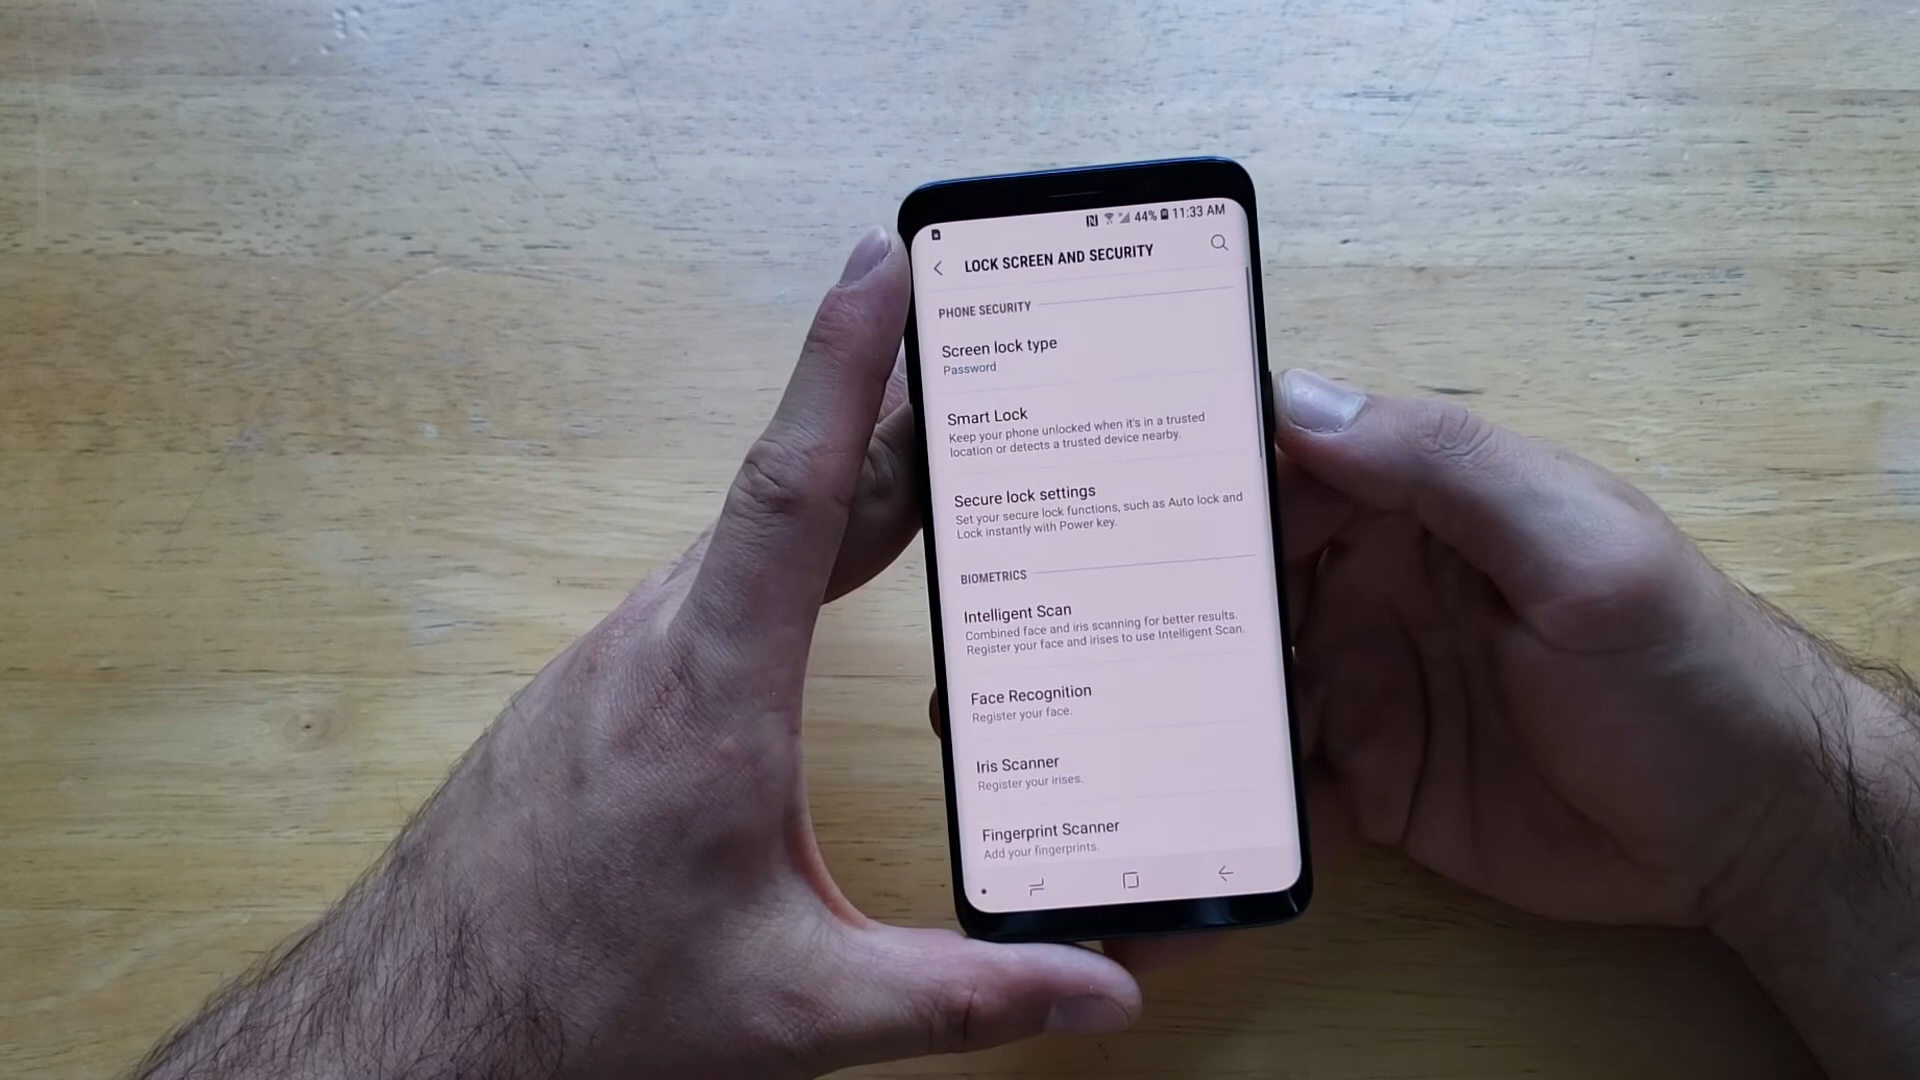 44% 11:33 AM
LOCK SCREEN AND SECURITY
PHONE SECURITY
Screen lock type
Password
Smart Lock
Keep your phone unlocked when it's in a trusted
location or detects a trusted device nearby.
Secure lock settings
Set your secure lock functions, such as Auto lock and
Lock instantly with Power key.
BIOMETRICS
Intelligent Scan
Combined face and iris scanning for better results.
Register your face and irises to use Intelligent Scan.
Face Recognition
Register your face.
Iris Scanner
Register your irises.
Fingerprint Scanner
Add your fingerprints.